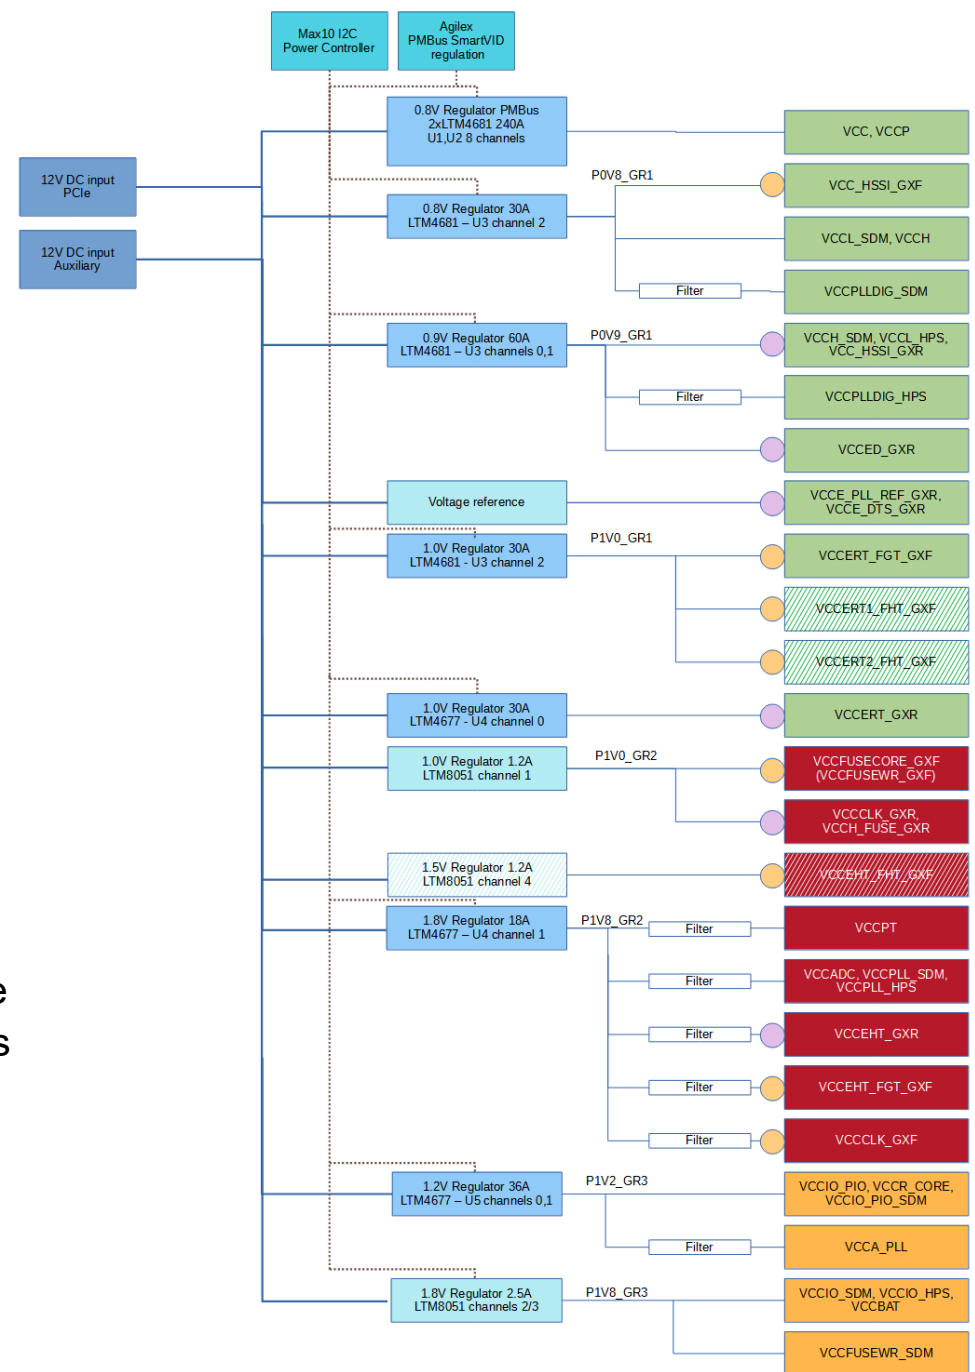 Max10 I2C
Power Controller
Agilex
PMBus SmartVID
regulation
12V DC input
PCIe
12V DC input
Auxiliary
0.8V Regulator PMBus
2xLTM4681 240A
U1,U2 8 channels
VCC, VCCP
0.8V Regulator 30A
LTM4681 – U3 channel 2
P0V8_GR1
VCC_HSSI_GXF
VCCL_SDM, VCCH
Filter
VCCPLLDIG_SDM
0.9V Regulator 60A
LTM4681 – U3 channels 0,1
P0V9_GR1
VCCH_SDM, VCCL_HPS,
VCC_HSSI_GXR
Filter
VCCPLLDIG_HPS
VCCED_GXR
Voltage reference
VCCE_PLL_REF_GXR,
VCCE_DTS_GXR
1.0V Regulator 30A
LTM4681 - U3 channel 2
P1V0_GR1
VCCERT_FGT_GXF
VCCERT1_FHT_GXF
VCCERT2_FHT_GXF
1.0V Regulator 30A
LTM4677 - U4 channel 0
VCCERT_GXR
1.0V Regulator 1.2A
LTM8051 channel 1
P1V0_GR2
VCCFUSECORE_GXF
(VCCFUSEWR_GXF)
VCCCLK_GXR,
VCCH_FUSE_GXR
1.5V Regulator 1.2A
LTM8051 channel 4
VCCEHT_FHT_GXF
1.8V Regulator 18A
LTM4677 – U4 channel 1
P1V8_GR2
Filter
VCCPT
Filter
VCCADC, VCCPLL_SDM,
VCCPLL_HPS
Filter
VCCEHT_GXR
Filter
VCCEHT_FGT_GXF
Filter
VCCCLK_GXF
e
s
1.2V Regulator 36A
LTM4677 – U5 channels 0,1
P1V2_GR3
VCCIO_PIO, VCCR_CORE,
VCCIO_PIO_SDM
Filter
VCCA_PLL
1.8V Regulator 2.5A
LTM8051 channels 2/3
P1V8_GR3
VCCIO_SDM, VCCIO_HPS,
VCCBAT
VCCFUSEWR_SDM